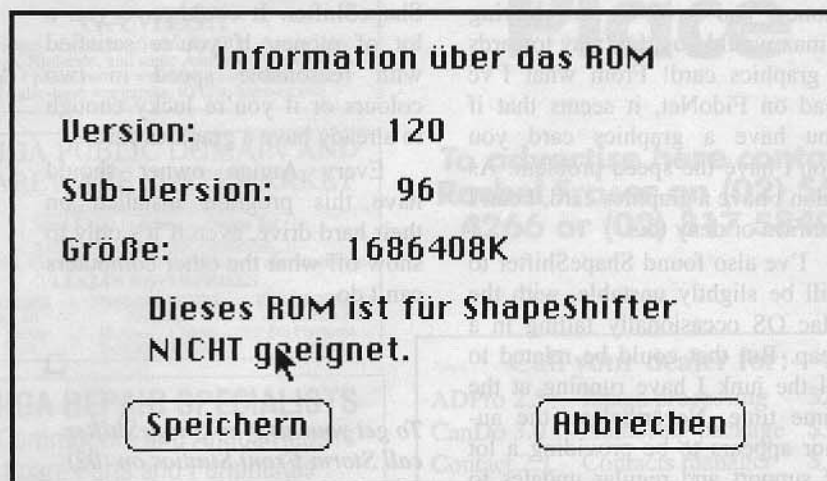 Information über das ROM
Version: 120
Sub-Version: 96
Größe: 1686408K
Dieses ROM ist für ShapeShifter
NICHT geeignet.
Speichern Abbrechen